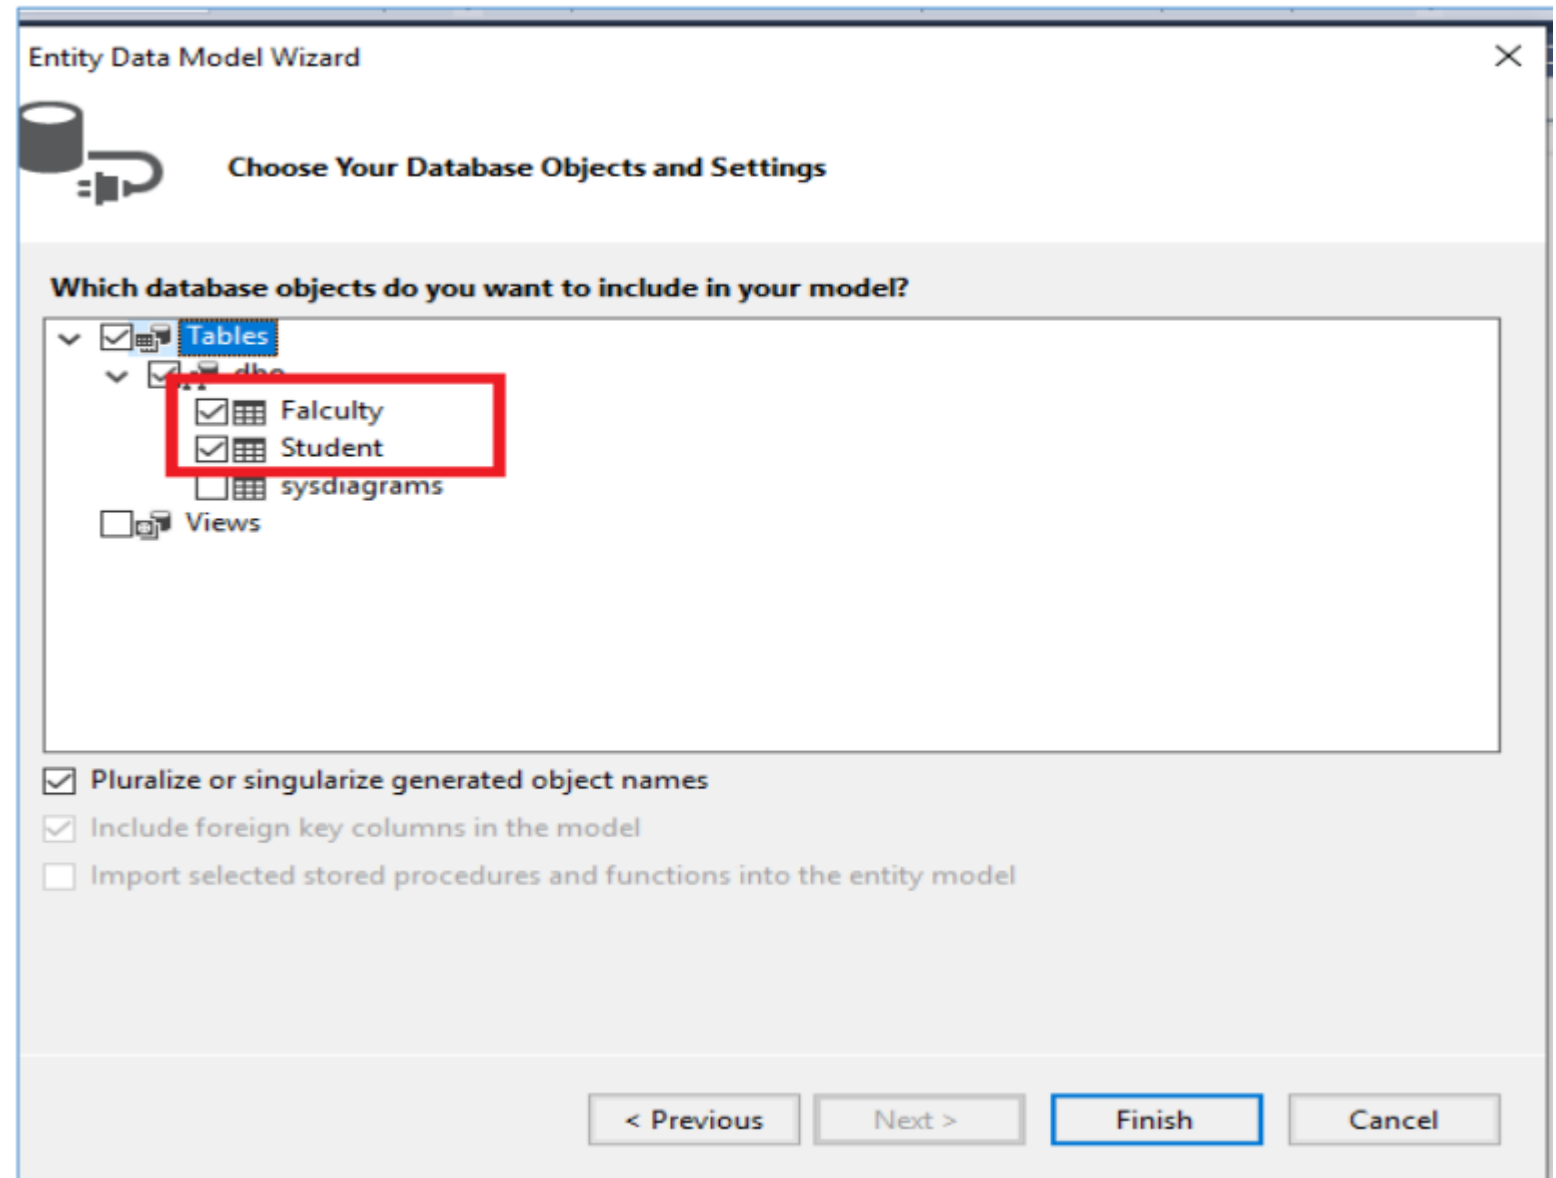 Entity Data Model Wizard
Choose Your Database Objects and Settings
Which database objects do you want to include in your model?
Tables
dbo
Falculty
Student
sysdiagrams
Views
Pluralize or singularize generated object names
Include foreign key columns in the model
Import selected stored procedures and functions into the entity model
< Previous
Next >
Finish
Cancel